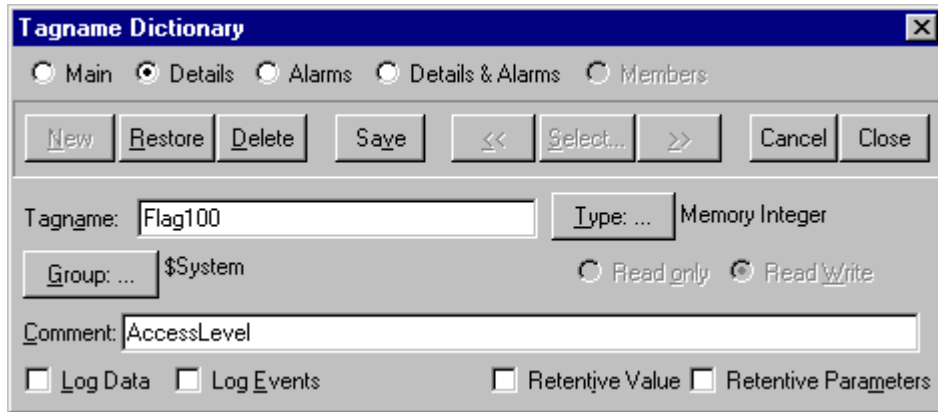 Tagname Dictionary
Main Details Alarms Details & Alarms Members
New Restore Delete Save << Select... >> Cancel Close
Tagname: Flag100 Type: ... Memory Integer
Group: ... $System Read only Read Write
Comment: AccessLevel
Log Data Log Events Retentive Value Retentive Parameters